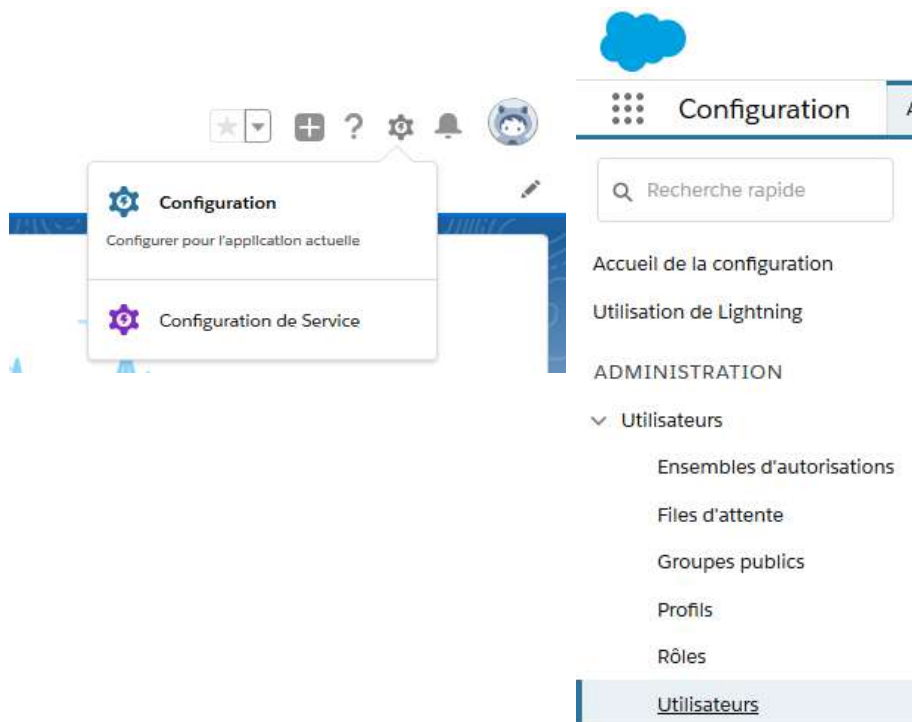 Configuration
Configurer pour l'application actuelle
Configuration de Service
Configuration
Recherche rapide
Accueil de la configuration
Utilisation de Lightning
ADMINISTRATION
Utilisateurs
Ensembles d'autorisations
Files d'attente
Groupes publics
Profils
Rôles
Utilisateurs